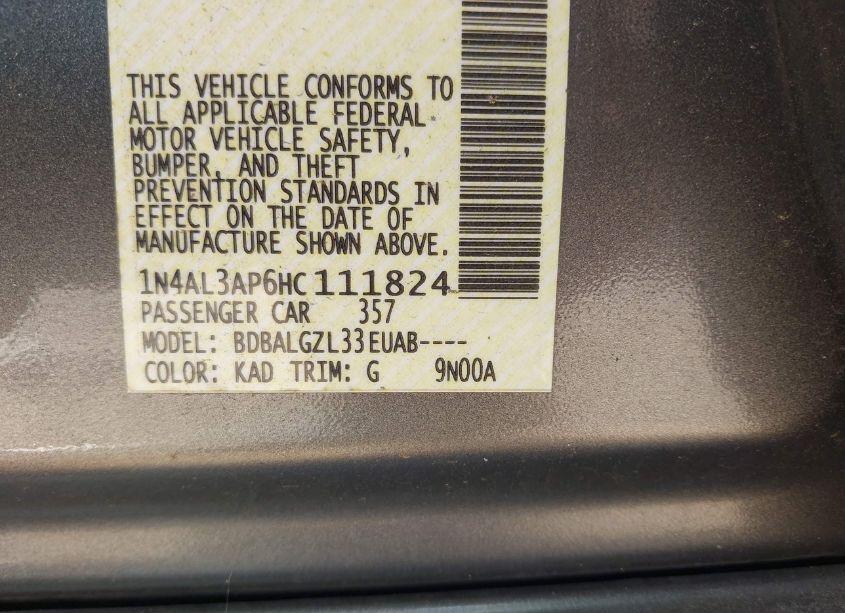 THIS VEHICLE CONFORMS TO
ALL APPLICABLE FEDERAL
MOTOR VEHICLE SAFETY,
BUMPER, AND THEFT
PREVENTION STANDARDS IN
EFFECT ON THE DATE OF
MANUFACTURE SHOWN ABOVE.
1N4AL3AP6HC111824
PASSENGER CAR 357
MODEL: BDBALGZL33EUAB----
COLOR: KAD TRIM: G 9N00A